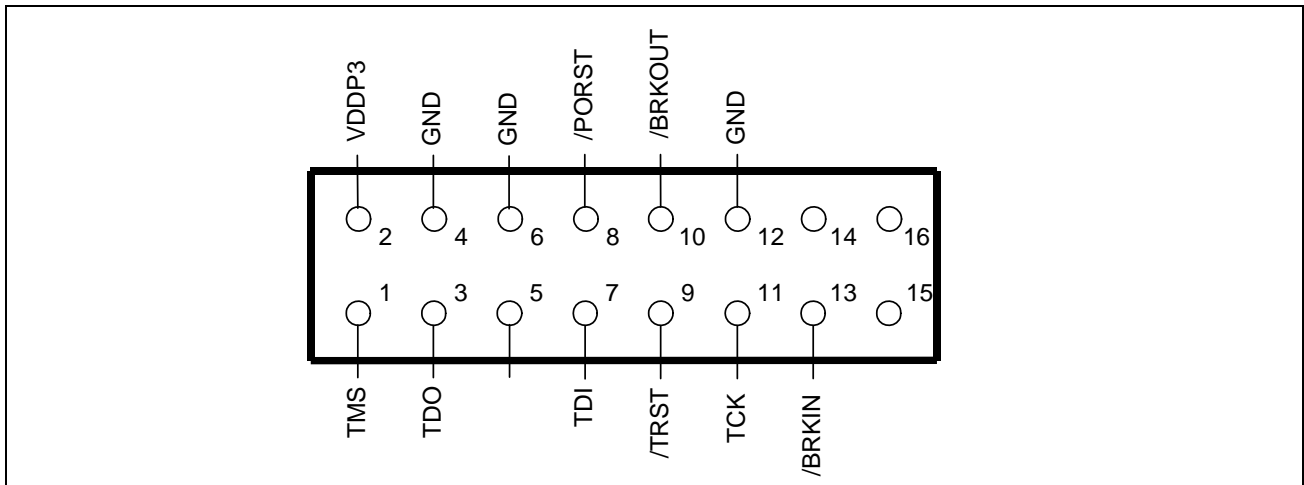 VDDP3
GND
GND
/PORST
/BRKOUT
GND
2
4
6
8
10
12
14
16
1
3
5
7
9
11
13
15
TMS
TDO
TDI
/TRST
TCK
/BRKIN